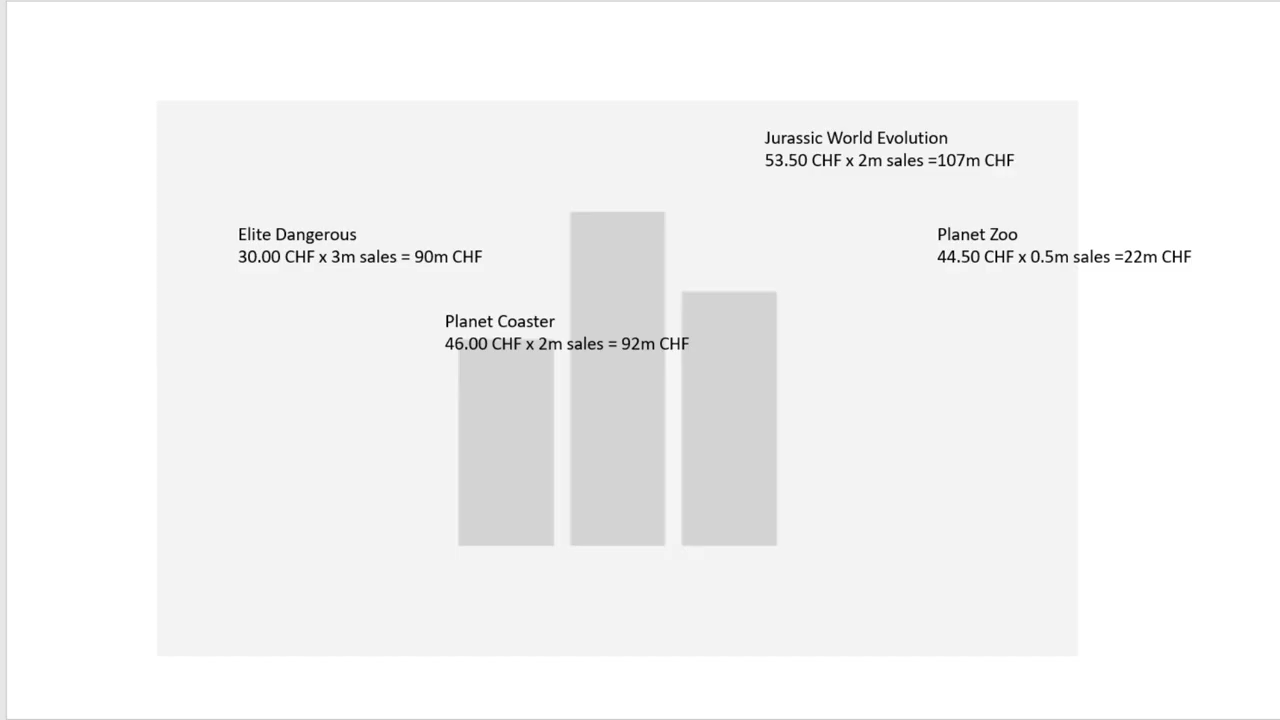 Jurassic World Evolution
53.50 CHF x 2m sales =107m CHF
Elite Dangerous
30.00 CHF x 3m sales = 90m CHF
Planet Zoo
44.50 CHF x 0.5m sales =22m CHF
Planet Coaster
46.00 CHF x 2m sales = 92m CHF